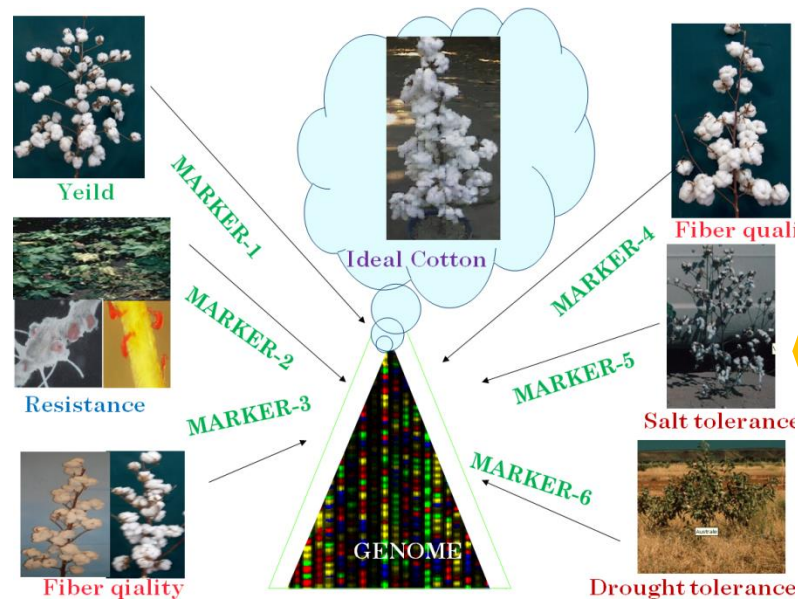 Yeild
MARKER-1
Ideal Cotton
MARKER-4
Fiber quali
MARKER-2
MARKER-5
Resistance
MARKER-3
Salt tolerance
MARKER-6
GENOME
Australe
Fiber qiality
Drought tolerance